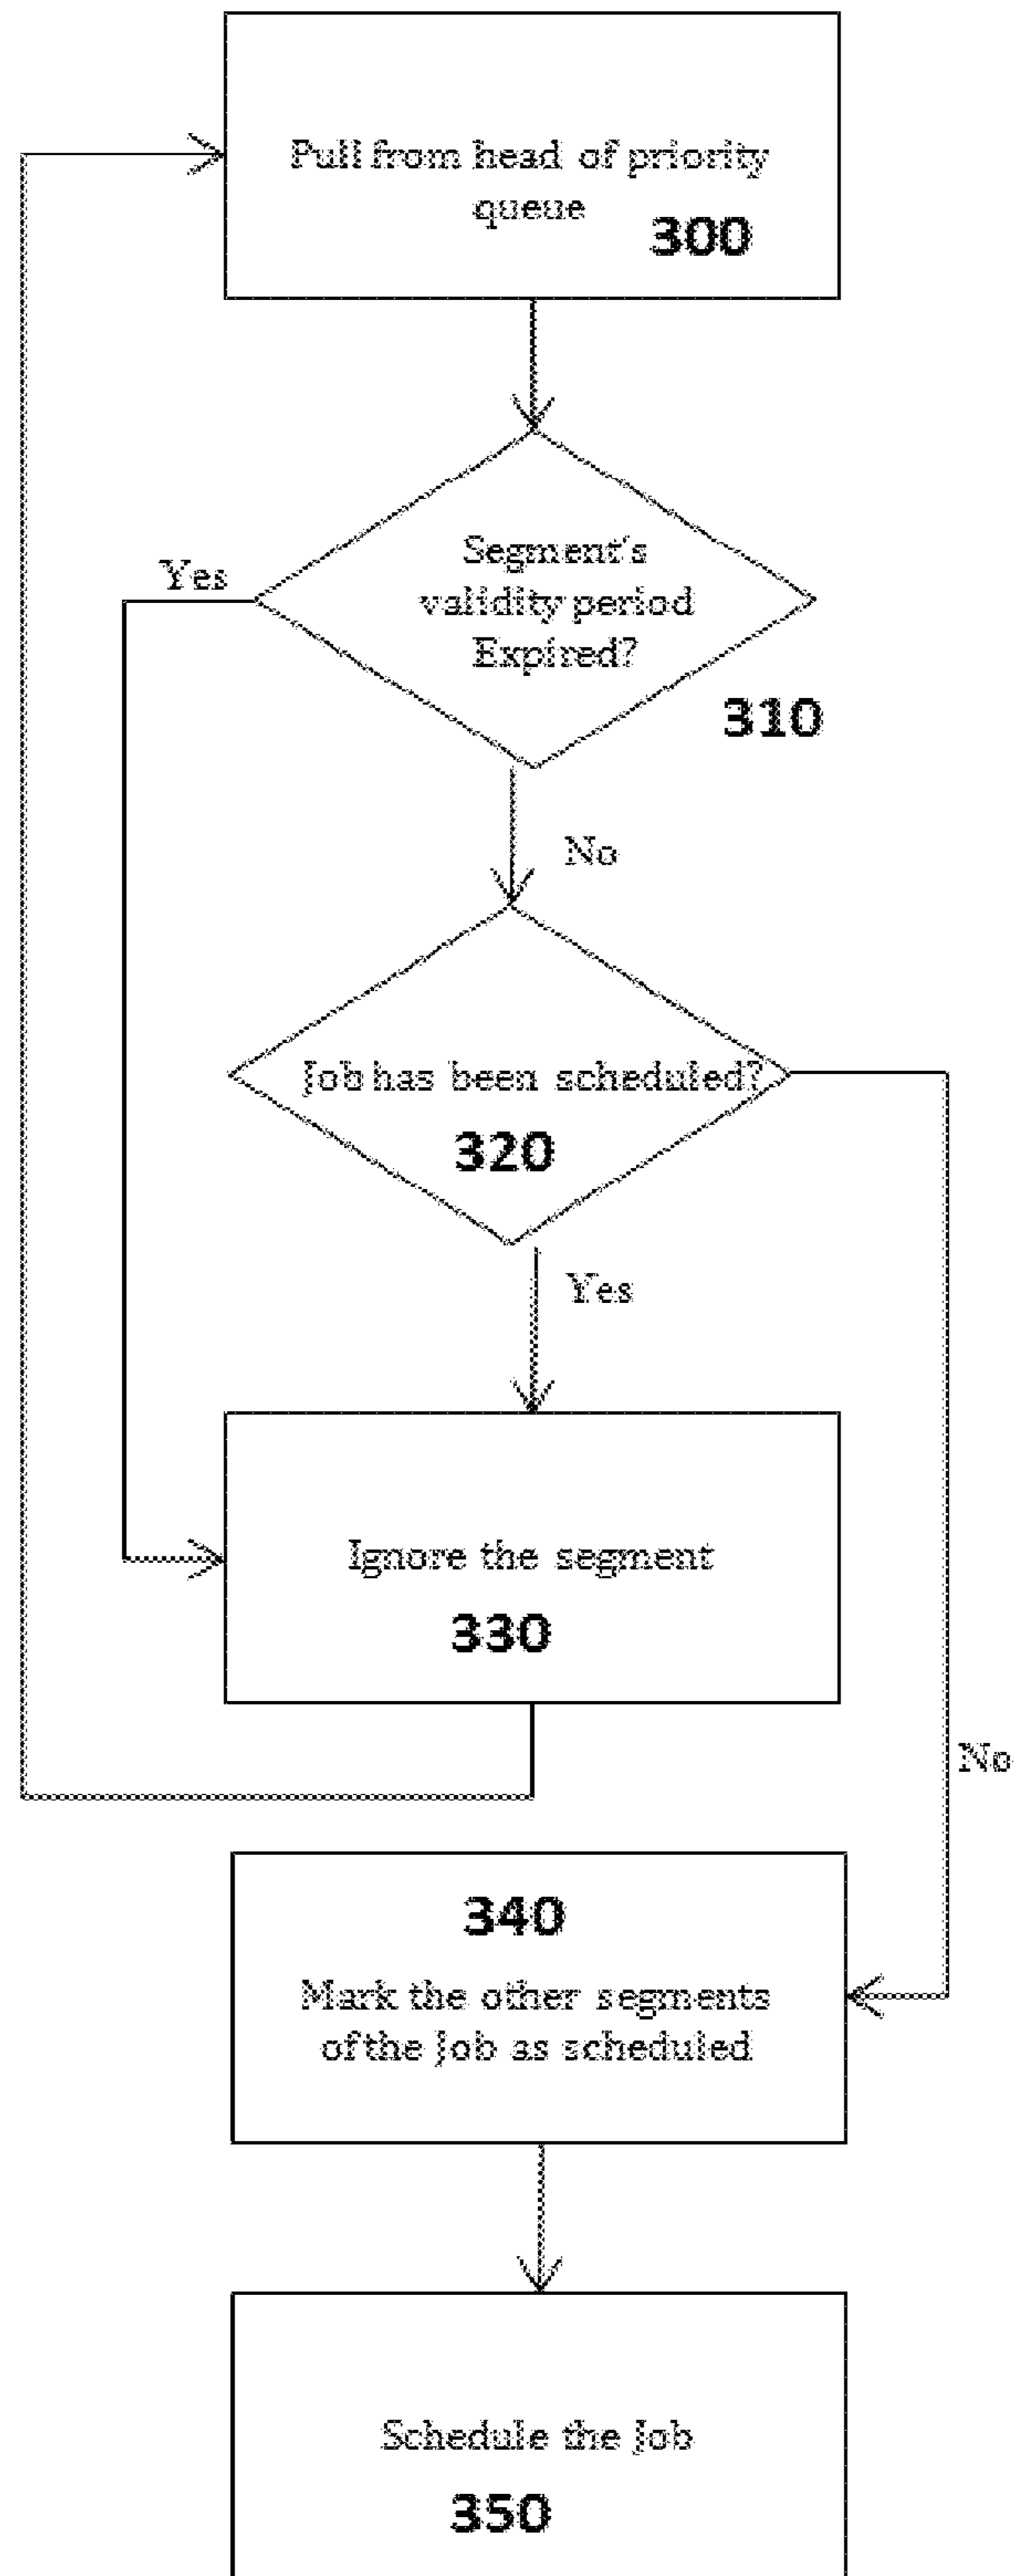 Pull from head of priority
queue
300
Yes
Segment's
validity period
Expired?
310
No
Job has been scheduled?
320
Yes
Ignore the segment
330
No
340
Mark the other segments
of the Job as scheduled
Schedule the Job
350